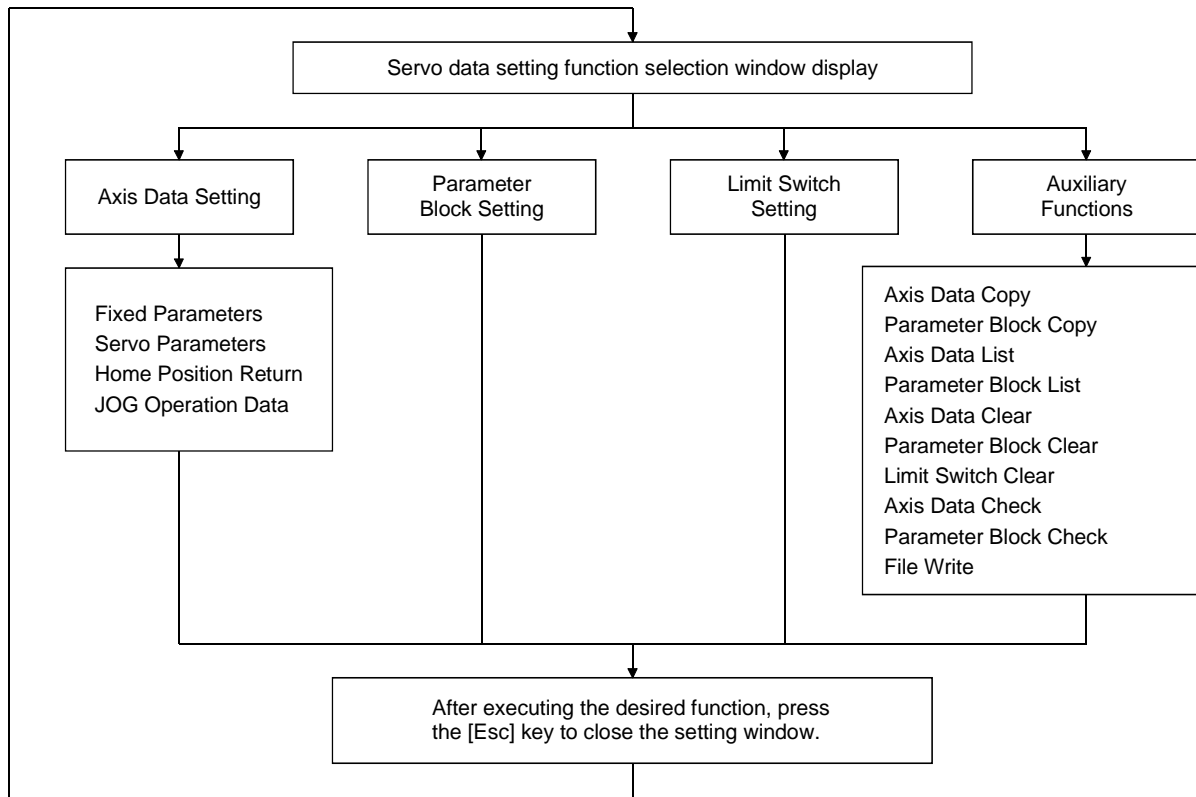 Servo data setting function selection window display
Axis Data Setting
Parameter
Block Setting
Limit Switch
Setting
Auxiliary
Functions
Fixed Parameters
Servo Parameters
Home Position Return
JOG Operation Data
Axis Data Copy
Parameter Block Copy
Axis Data List
Parameter Block List
Axis Data Clear
Parameter Block Clear
Limit Switch Clear
Axis Data Check
Parameter Block Check
File Write
After executing the desired function, press
the [Esc] key to close the setting window.